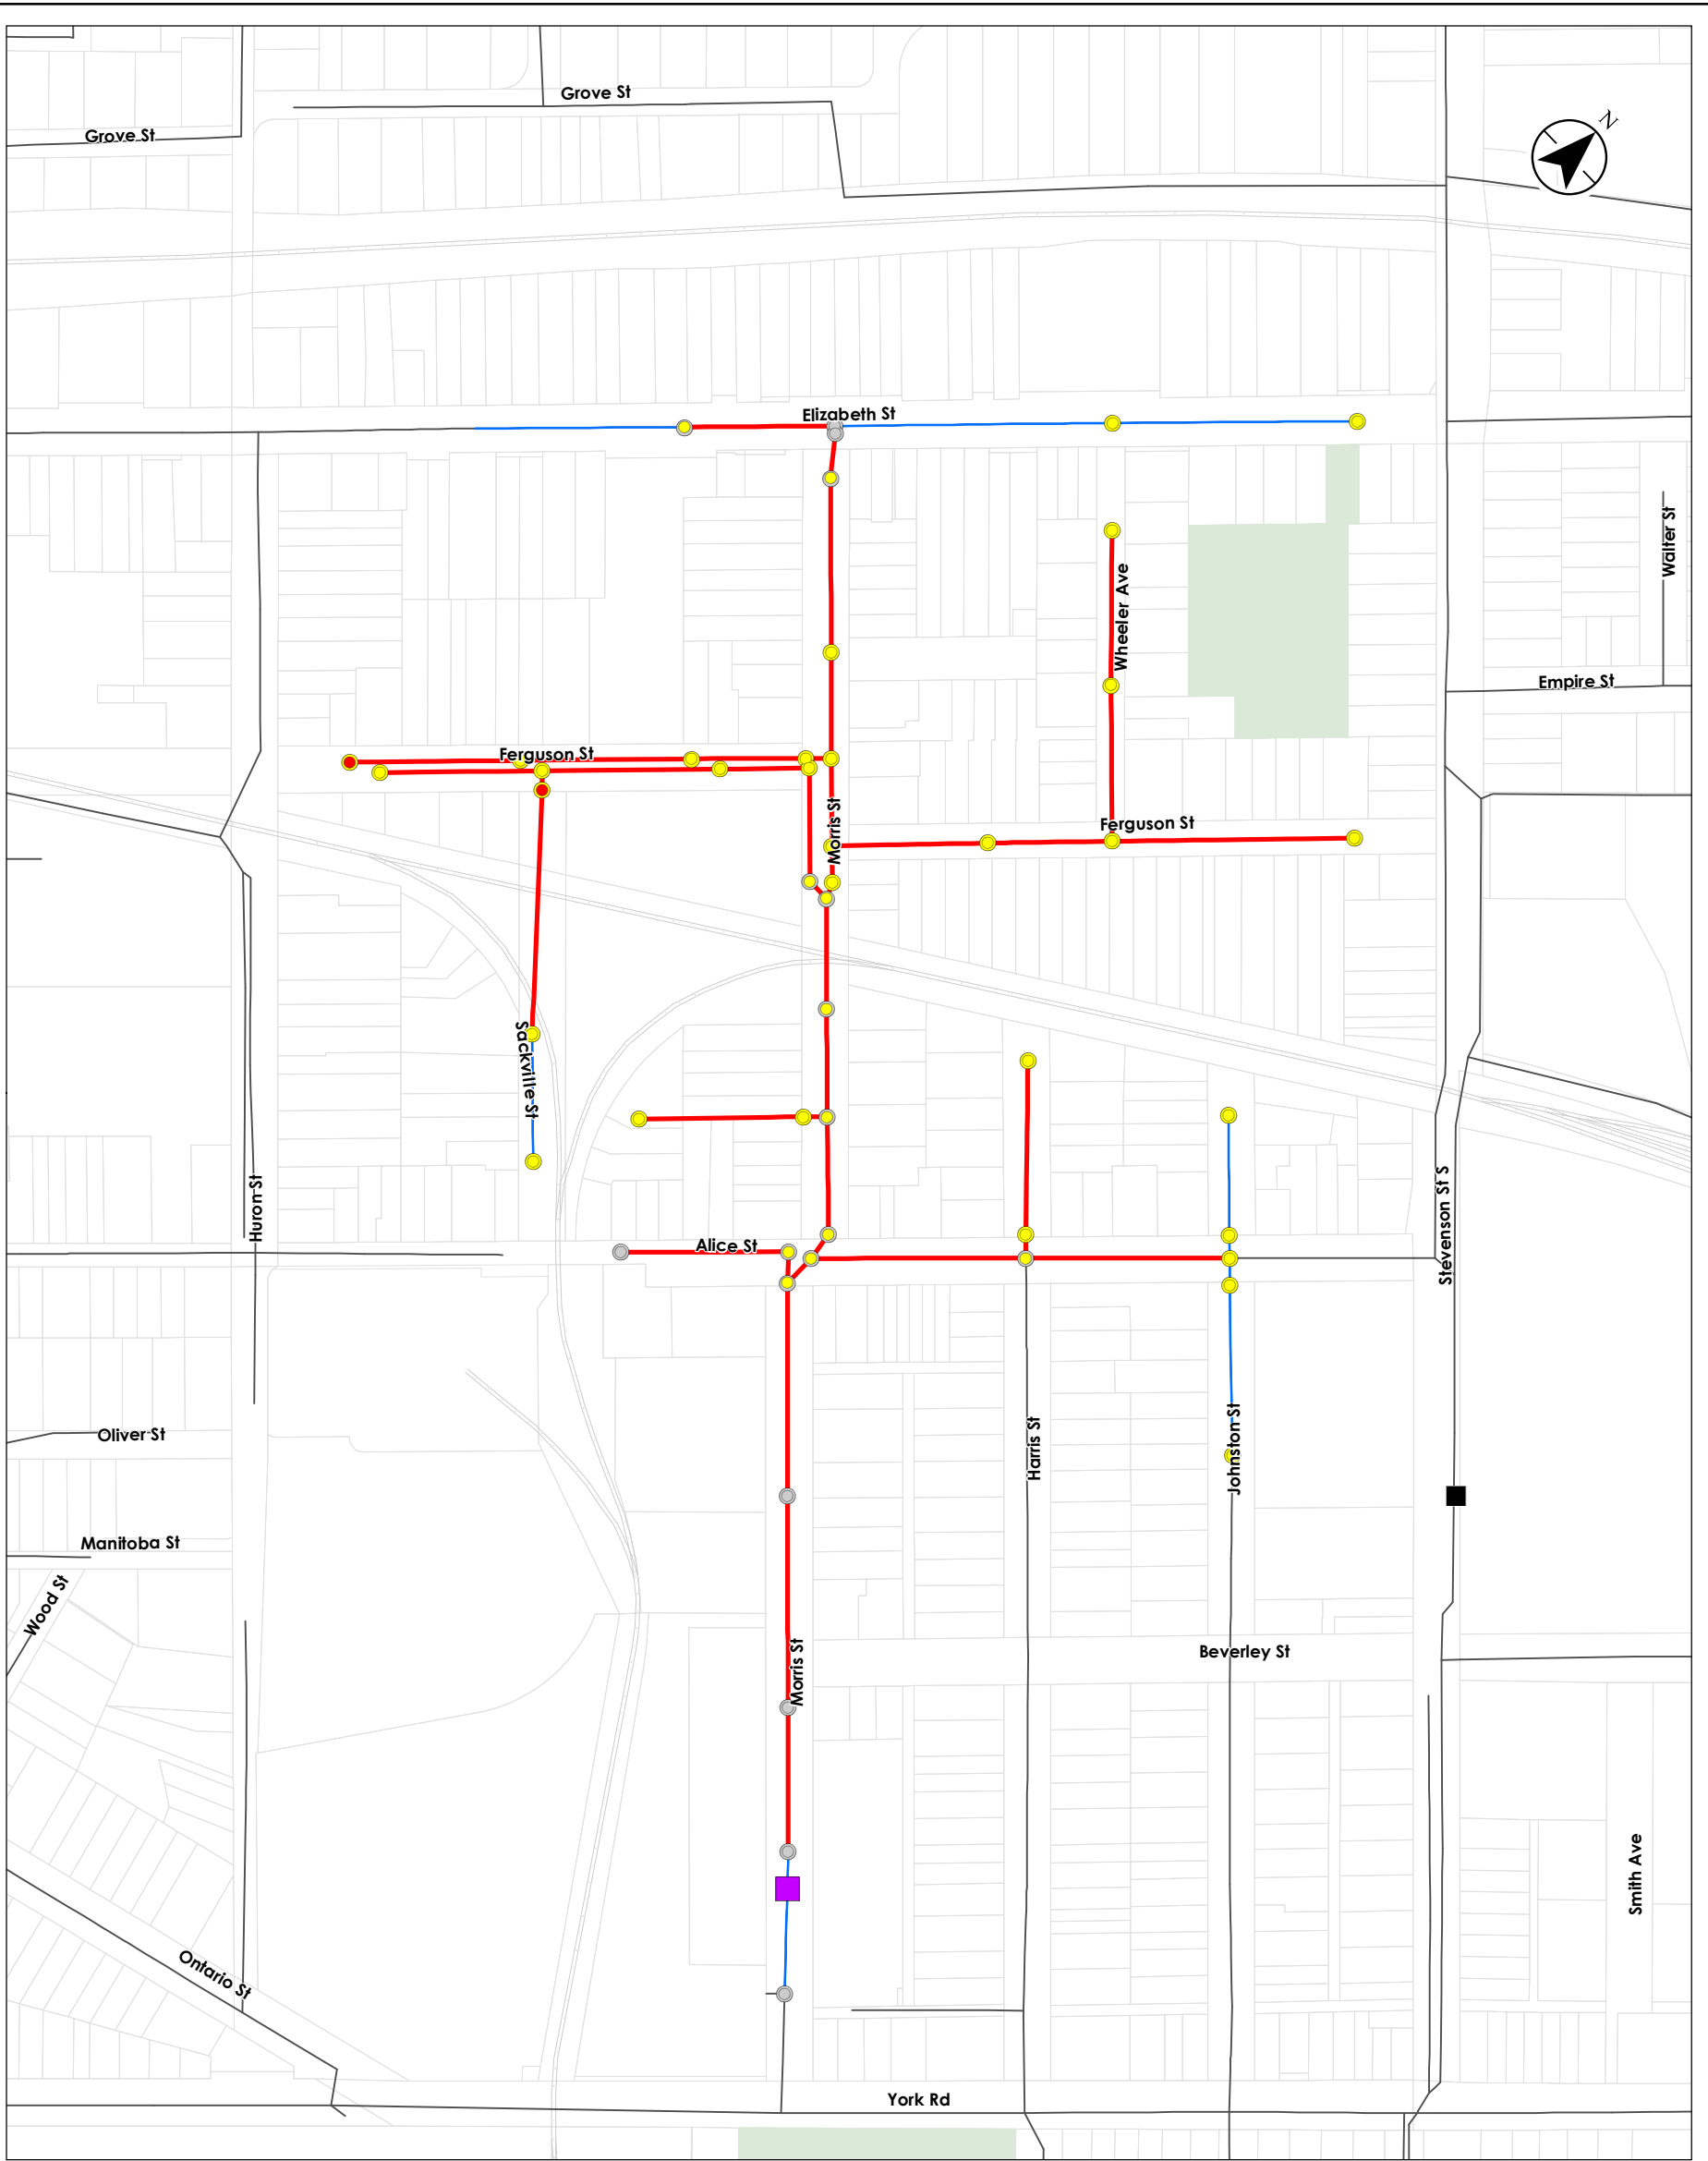 Grove St
N
Grove St
Elizabeth St
Walter St
Wheeler Ave
Empire St
Ferguson St
Morris St
Ferguson St
Sackville St
Huron St
Stevenson St S
Alice St
Harris St
Johnston St
Oliver St
Manitoba St
Wood St
Morris St
Beverley St
Smith Ave
Ontario St
York Rd